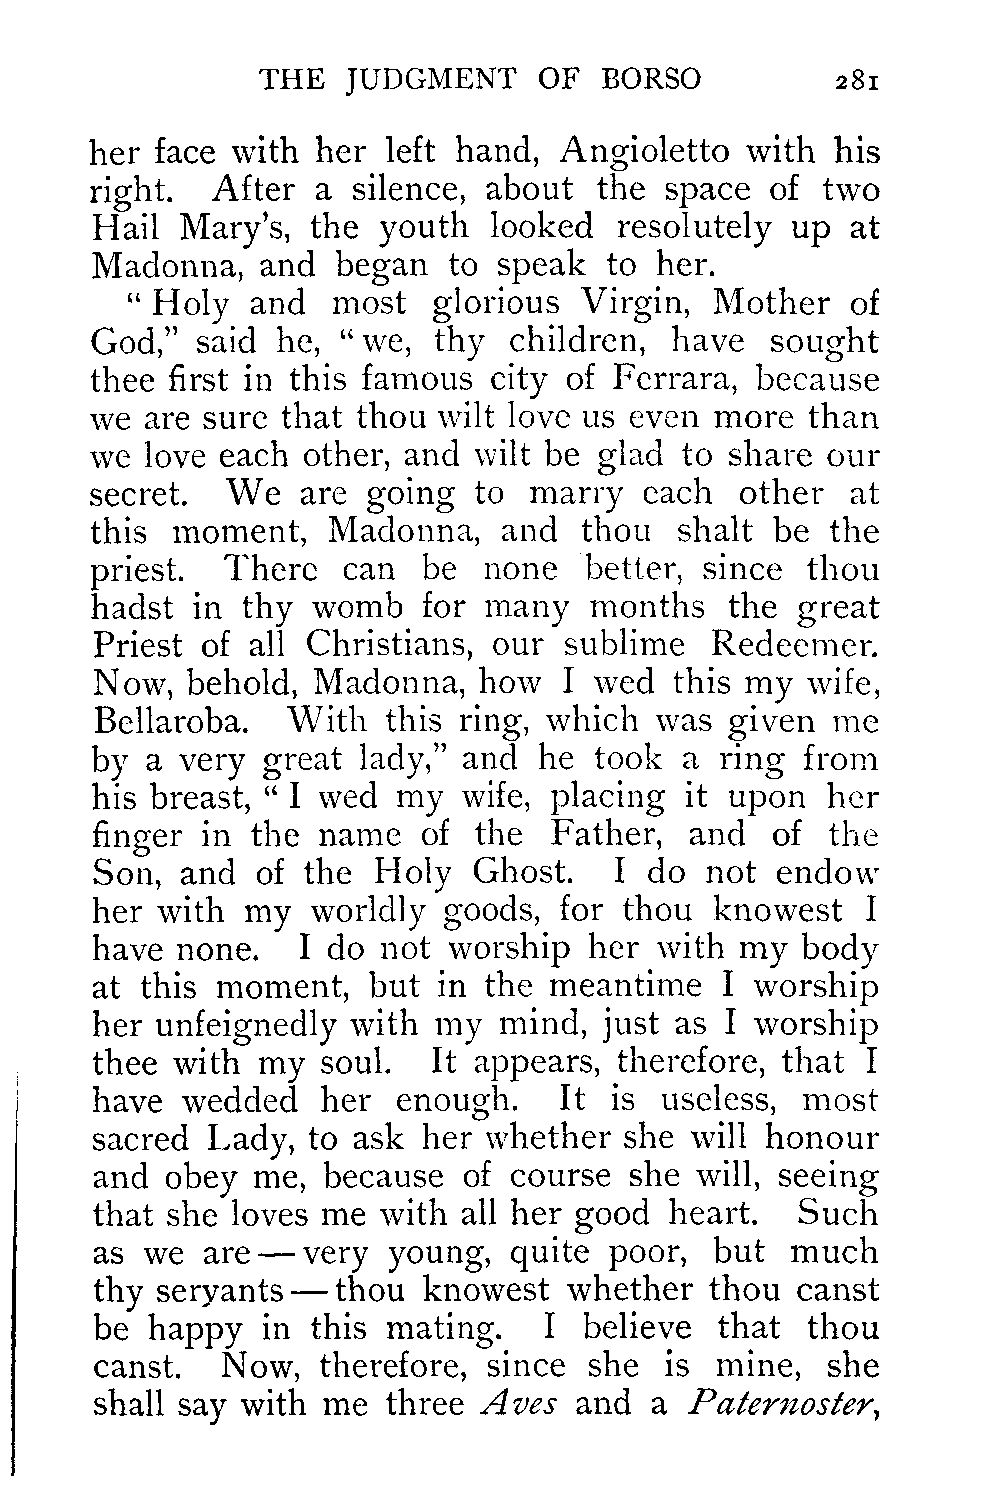 THE JUDGMENT OF BORSO 281
her face with her left hand, Angioletto with his
right. After a silence, about the space of two
Hail Mary's, the youth looked resolutely up at
Madonna, and began to speak to her.
" Holy and most glorious Virgin, Mother of
God," said he, " we, thy children, have sought
thee first in this famous city of Ferrara, because
we are sure that thou wilt love us even more than
we love each other, and wilt be glad to share our
secret. We are going to marry each other at
this moment, Madonna, and thou shalt be the
priest. There can be none better, since thou
hadst in thy womb for many months the great
Priest of all Christians, our sublime Redeemer.
Now, behold, Madonna, how I wed this my wife,
Bellaroba. With this ring, which was given me
by a very great lady," and he took a ring from
his breast, " I wed my wife, placing it upon her
finger in the name of the Father, and of the
Son, and of the Holy Ghost. I do not endow
her with my worldly goods, for thou knowest I
have none. I do not worship her with my body
at this moment, but in the meantime I worship
her unfeignedly with my mind, just as I worship
thee with my soul. It appears, therefore, that I
have wedded her enough. It is useless, most
sacred Lady, to ask her whether she will honour
and obey me, because of course she will, seeing
that she loves me with all her good heart. Such
as we are — very young, quite poor, but much
thy seryants — thou knowest whether thou canst
be happy in this mating. I believe that thou
canst. Now, therefore, since she is mine, she
shall say with me three Aves and a Paternoster,